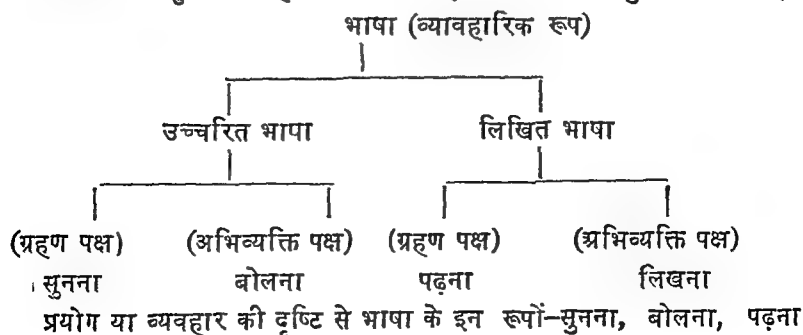 भाषा (व्यावहारिक रूप)
उच्चरित भाषा लिखित भाषा
(ग्रहण पक्ष) (अभिव्यक्ति पक्ष) (ग्रहण पक्ष) (अभिव्यक्ति पक्ष)
सुनना बोलना पढ़ना लिखना
प्रयोग या व्यवहार की दृष्टि से भाषा के इन रूपों-सुनना, बोलना, पढ़ना